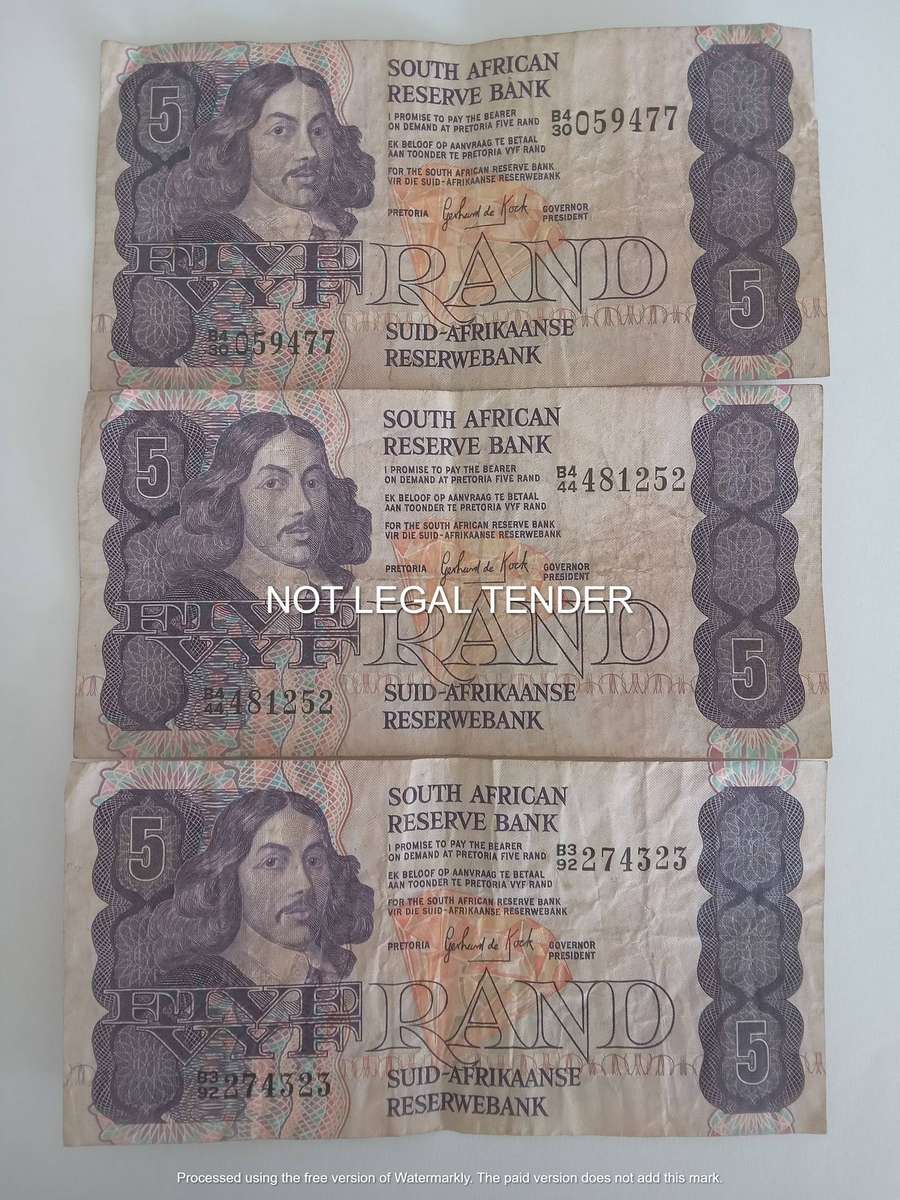 5
SOUTH AFRICAN
RESERVE BANK
I PROMISE TO PAY THE BEARER
ON DEMAND AT PRETORIA FIVE RAND
B4
30 059477
EK BELOOF OP AANVRAAG TE BETAAL
AAN TOONDER TE PRETORIA VYF RAND
FOR THE SOUTH AFRICAN RESERVE BANK
VIR DIE SUID-AFRIKAANSE RESERWEBANK
PRETORIA Gerhard de Kock GOVERNOR
PRESIDENT
FIVE
VYF RAND
5
B4
30 059477
SUID-AFRIKAANSE
RESERWEBANK
5
SOUTH AFRICAN
RESERVE BANK
I PROMISE TO PAY THE BEARER
ON DEMAND AT PRETORIA FIVE RAND
B4
44 481252
EK BELOOF OP AANVRAAG TE BETAAL
AAN TOONDER TE PRETORIA VYF RAND
FOR THE SOUTH AFRICAN RESERVE BANK
VIR DIE SUID-AFRIKAANSE RESERWEBANK
PRETORIA Gerhard de Kock GOVERNOR
PRESIDENT
NOT LEGAL TENDER
FIVE
VYF RAND
5
B4
44 481252
SUID-AFRIKAANSE
RESERWEBANK
5
SOUTH AFRICAN
RESERVE BANK
I PROMISE TO PAY THE BEARER
ON DEMAND AT PRETORIA FIVE RAND
B3
92 274323
EK BELOOF OP AANVRAAG TE BETAAL
AAN TOONDER TE PRETORIA VYF RAND
FOR THE SOUTH AFRICAN RESERVE BANK
VIR DIE SUID-AFRIKAANSE RESERWEBANK
PRETORIA Gerhard de Kock GOVERNOR
PRESIDENT
FIVE
VYF RAND
5
B3
92 274323
SUID-AFRIKAANSE
RESERWEBANK
Processed using the free version of Watermarkly. The paid version does not add this mark.